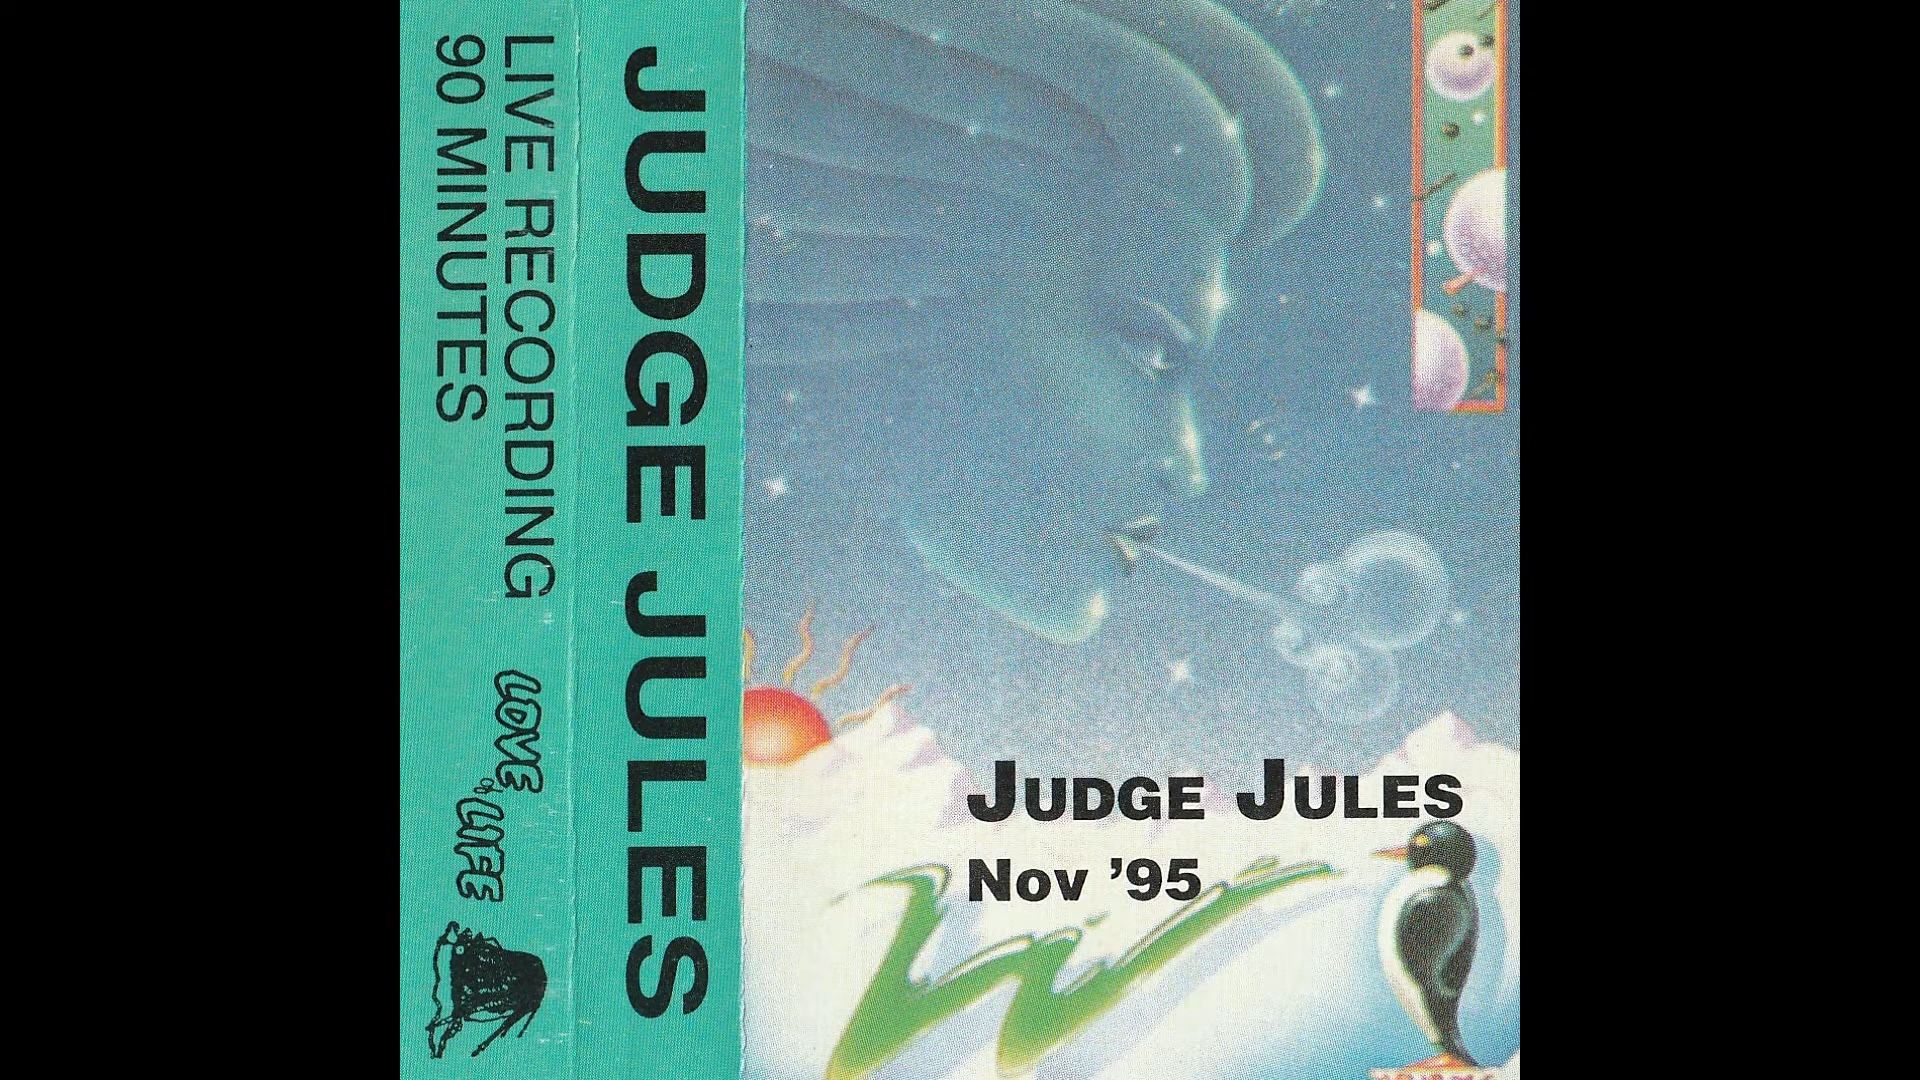 LIVE RECORDING
90 MINUTES
LOVE
OF
LIFE
JUDGE JULES
JUDGE JULES
NOV '95